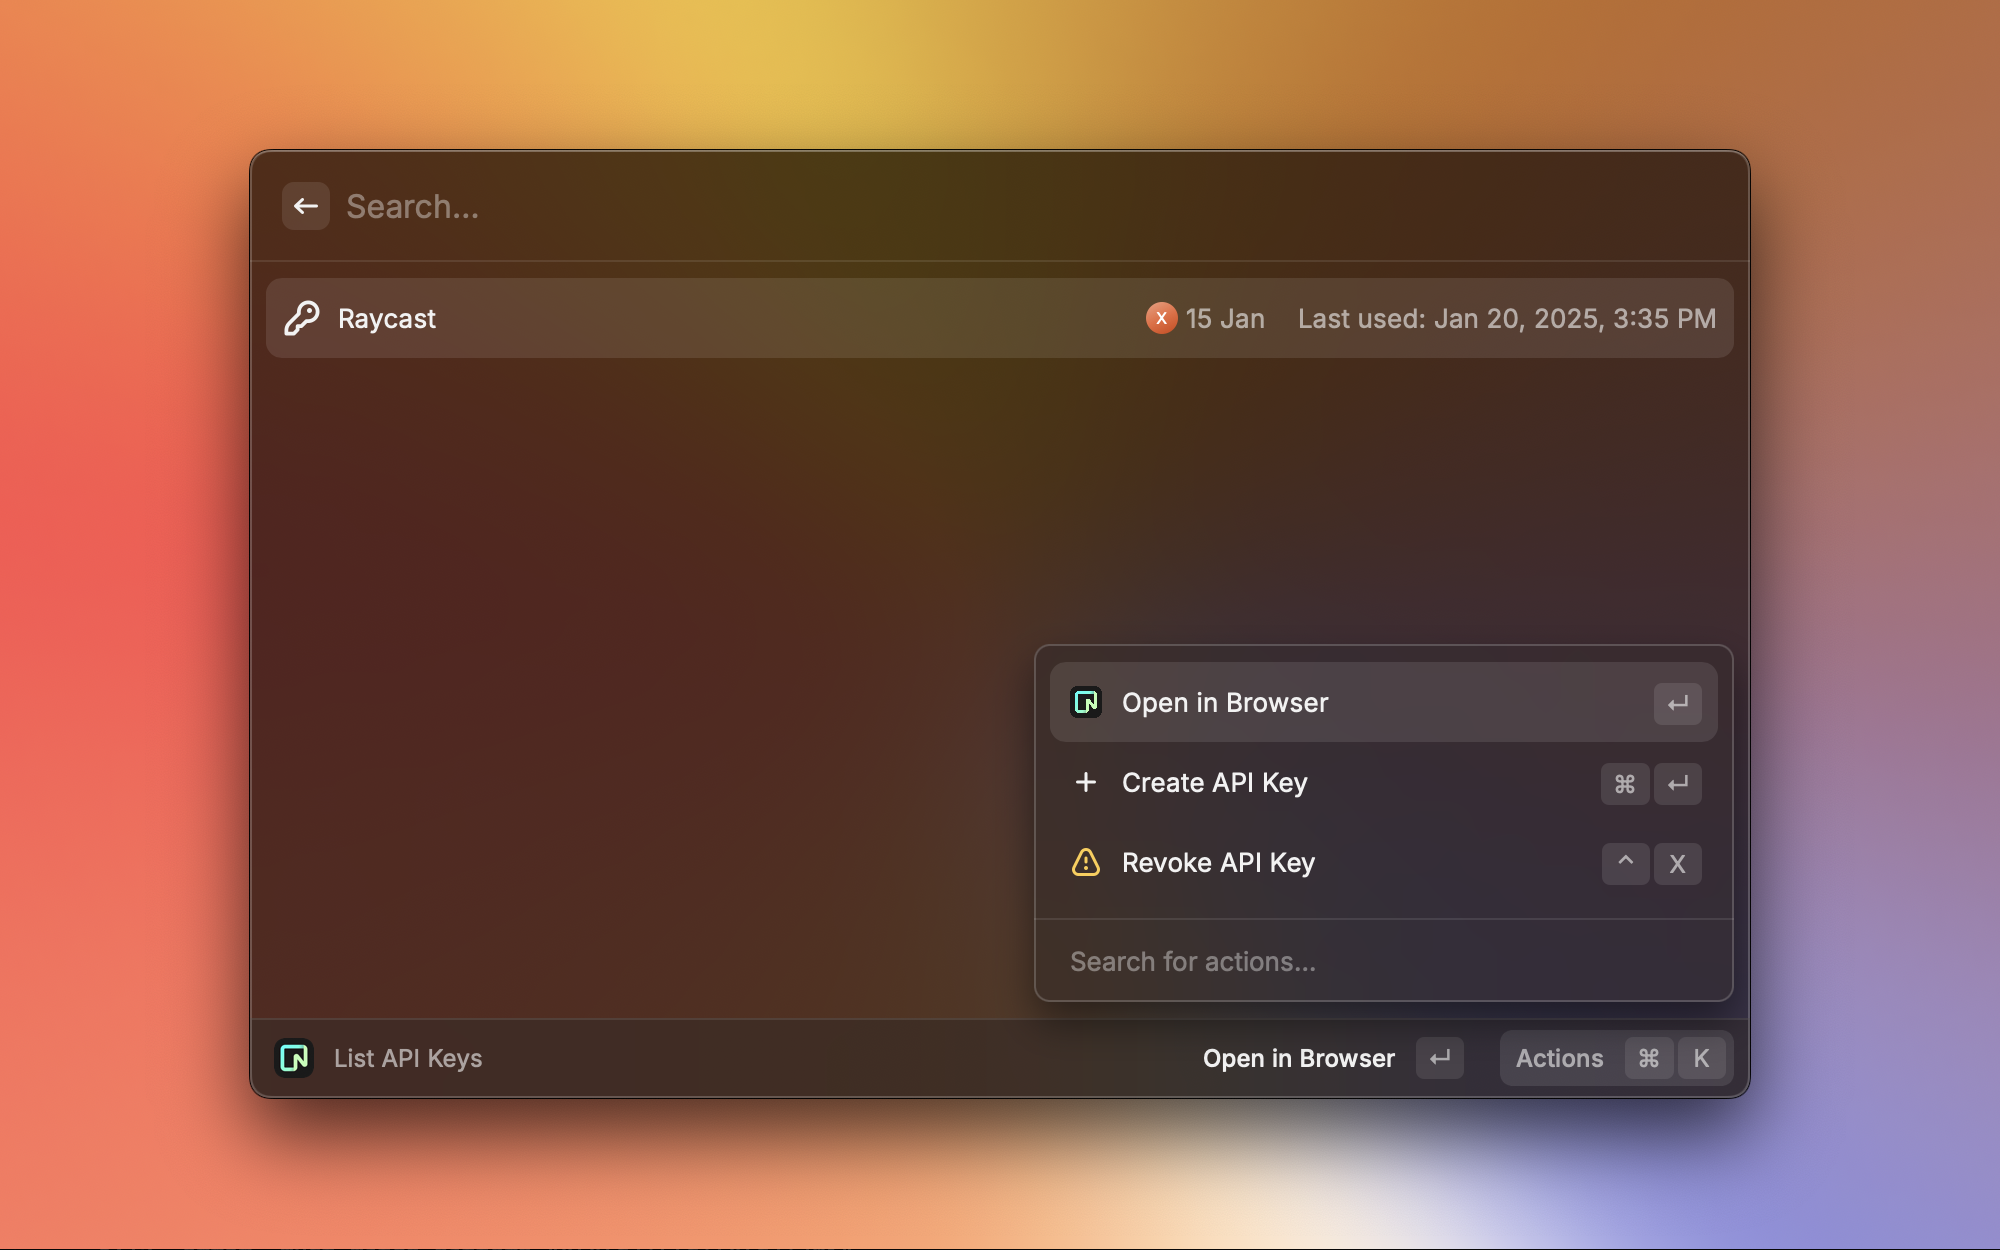 Search...
Raycast X 15 Jan Last used: Jan 20, 2025, 3:35 PM
Open in Browser ↵
Create API Key ⌘ ↵
Revoke API Key ^ X
Search for actions...
List API Keys Open in Browser ↵ Actions ⌘ K